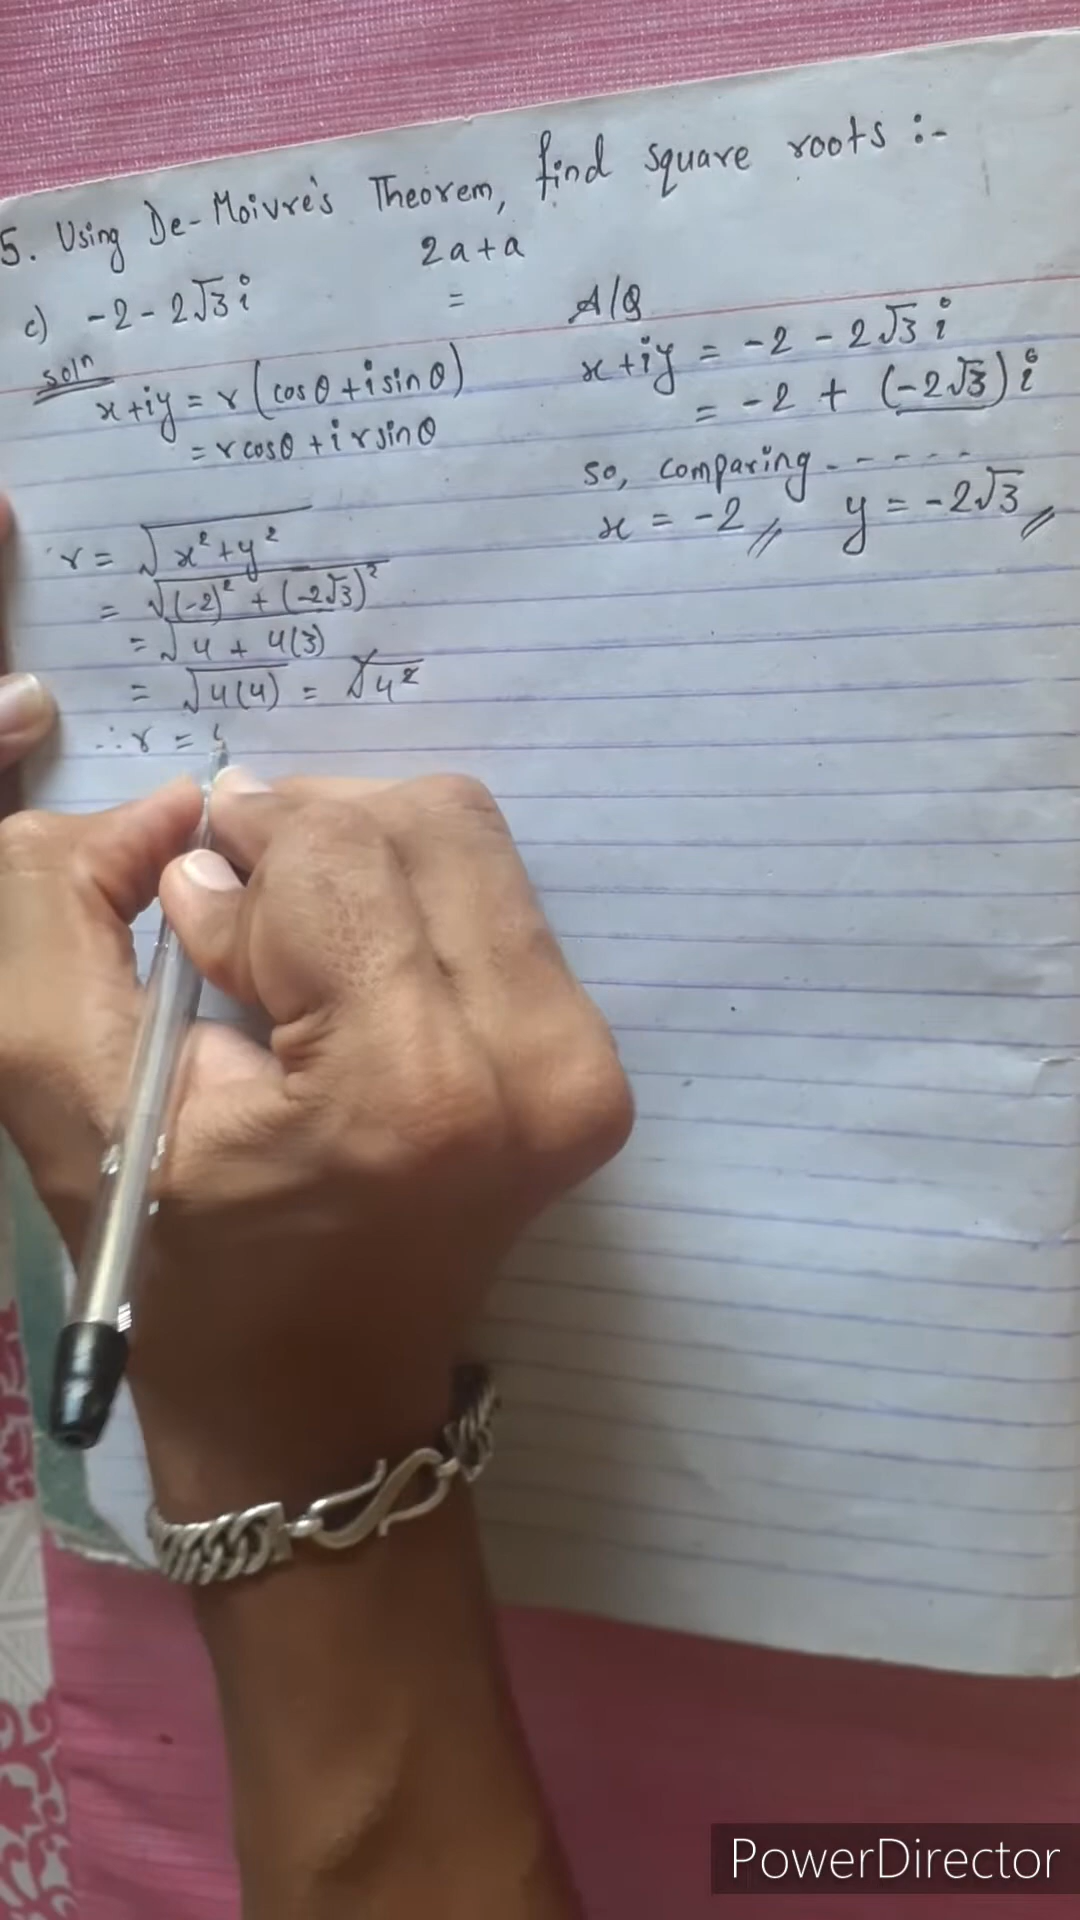 5. Using De-Moivre's Theorem, find square roots :-
c) -2 - 2√3 i
2a + a
=
soln
x+iy = r (cosθ + i sinθ)
= r cosθ + i r sinθ
r = √x² + y²
= √(-2)² + (-2√3)²
= √4 + 4(3)
= √4(4) = √4²
∴ r =
A/Q
x + iy = -2 - 2√3 i
= -2 + (-2√3) i
so, comparing - - - - -
x = -2 // y = -2√3 //
PowerDirector